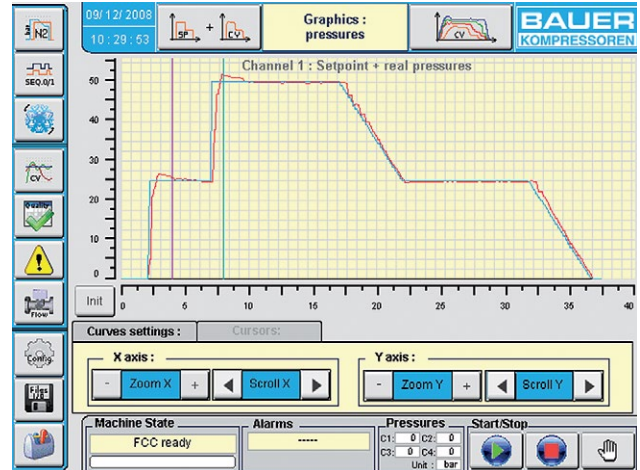 09/12/2008
10:29:53
SP + CV
Graphics :
pressures
CV
BAUER
KOMPRESSOREN
N2
SEQ.0/1
CV
Quality
Flow
Config.
Files
Channel 1 : Setpoint + real pressures
50
40
30
20
10
0
Init
0 5 10 15 20 25 30 35 40
Curves settings : Cursors:
X axis : Y axis :
- Zoom X + Scroll X - Zoom Y + Scroll Y
Machine State Alarms Pressures Start/Stop
FCC ready ----- C1: 0 C2: 0
C3: 0 C4: 0
Unit : bar